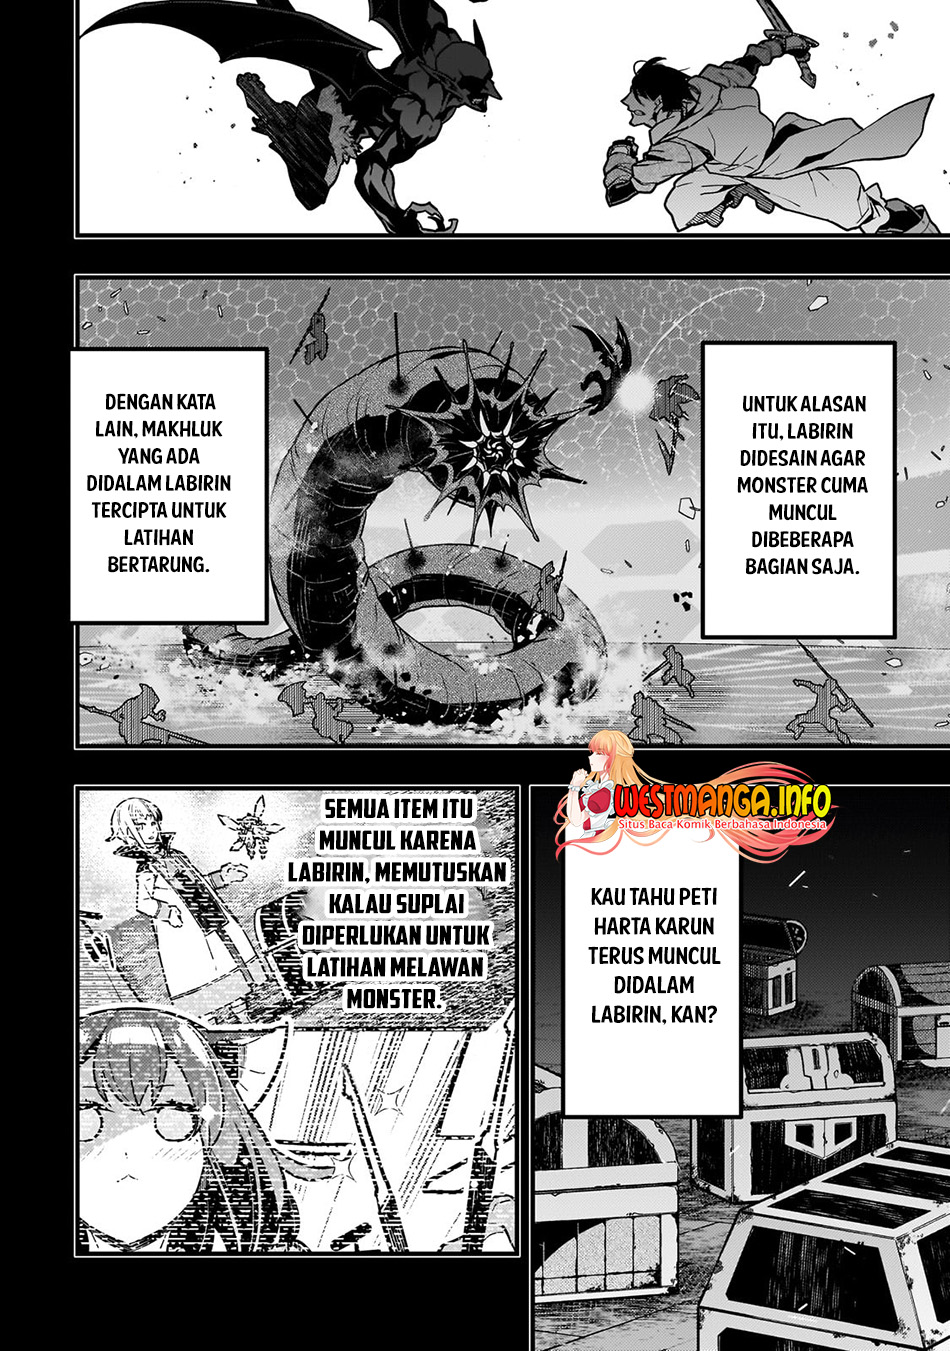 UNTUK ALASAN
ITU, LABIRIN
DIDESAIN AGAR
MONSTER CUMA
MUNCUL
DIBEBERAPA
BAGIAN SAJA.
DENGAN KATA
LAIN, MAKHLUK
YANG ADA
DIDALAM LABIRIN
TERCIPTA UNTUK
LATIHAN
BERTARUNG.
WESTMANGA.INFO
Situs Baca Komik Berbahasa Indonesia
KAU TAHU PETI
HARTA KARUN
TERUS MUNCUL
DIDALAM
LABIRIN, KAN?
SEMUA ITEM ITU
MUNCUL KARENA
LABIRIN, MEMUTUSKAN
KALAU SUPLAI
DIPERLUKAN UNTUK
LATIHAN MELAWAN
MONSTER.